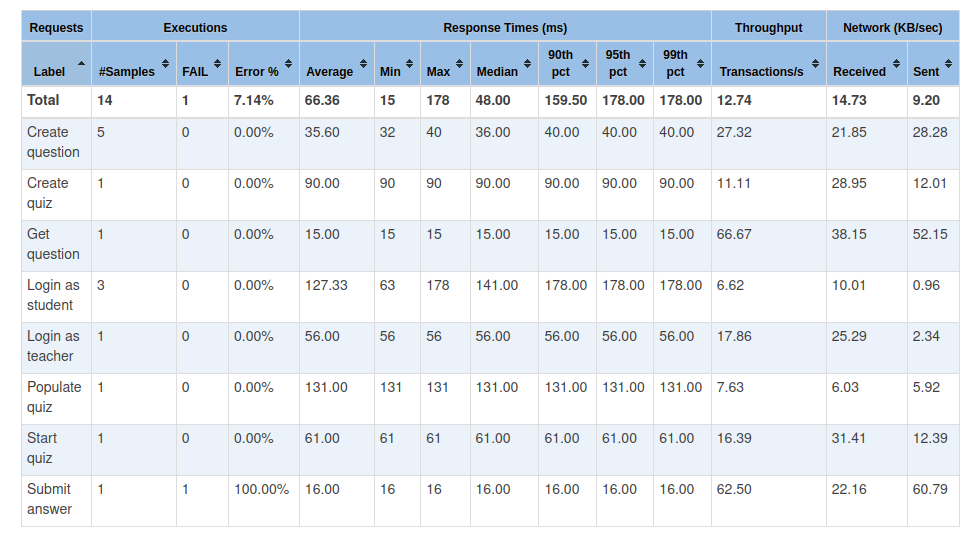 Requests Executions Response Times (ms) Throughput Network (KB/sec)
Label #Samples FAIL Error % Average Min Max Median 90th pct 95th pct 99th pct Transactions/s Received Sent
Total 14 1 7.14% 66.36 15 178 48.00 159.50 178.00 178.00 12.74 14.73 9.20
Create question 5 0 0.00% 35.60 32 40 36.00 40.00 40.00 40.00 27.32 21.85 28.28
Create quiz 1 0 0.00% 90.00 90 90 90.00 90.00 90.00 90.00 11.11 28.95 12.01
Get question 1 0 0.00% 15.00 15 15 15.00 15.00 15.00 15.00 66.67 38.15 52.15
Login as student 3 0 0.00% 127.33 63 178 141.00 178.00 178.00 178.00 6.62 10.01 0.96
Login as teacher 1 0 0.00% 56.00 56 56 56.00 56.00 56.00 56.00 17.86 25.29 2.34
Populate quiz 1 0 0.00% 131.00 131 131 131.00 131.00 131.00 131.00 7.63 6.03 5.92
Start quiz 1 0 0.00% 61.00 61 61 61.00 61.00 61.00 61.00 16.39 31.41 12.39
Submit answer 1 1 100.00% 16.00 16 16 16.00 16.00 16.00 16.00 62.50 22.16 60.79